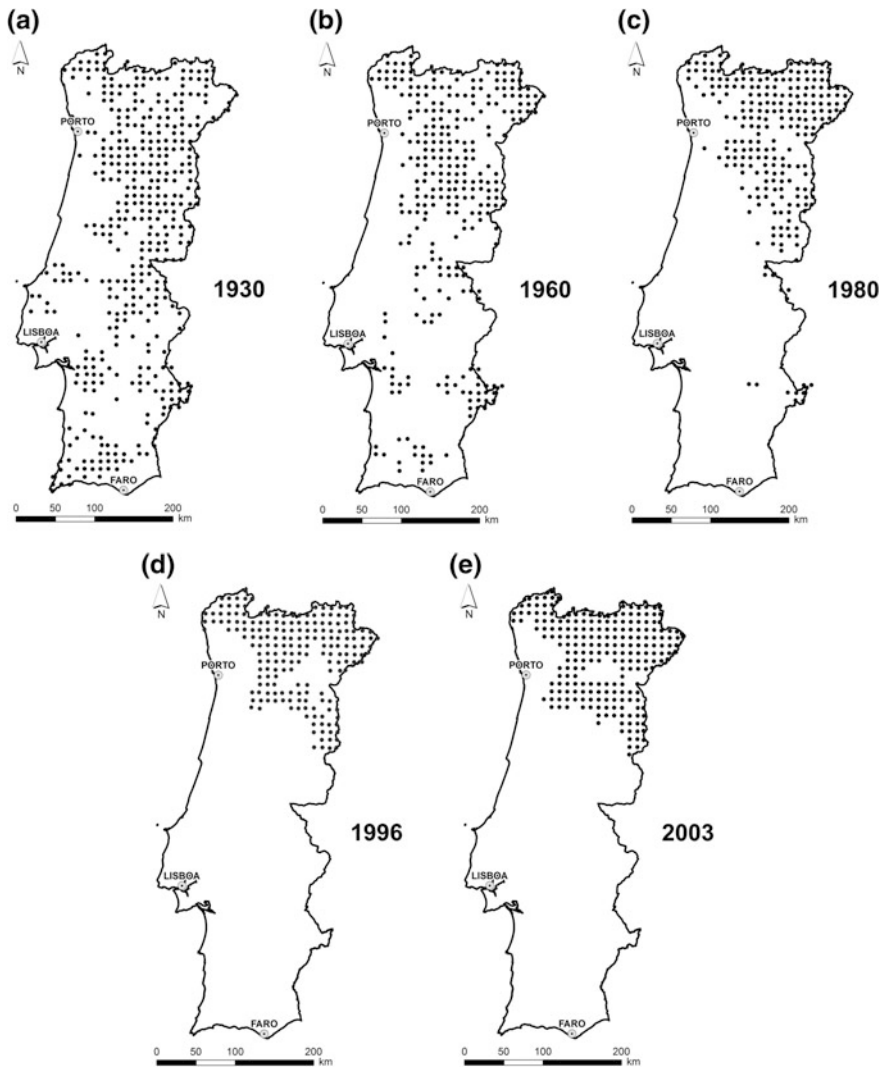 (a)
N
PORTO
1930
LISBOA
FARO
0 50 100 200
km
(b)
N
PORTO
1960
LISBOA
FARO
0 50 100 200
km
(c)
N
PORTO
1980
LISBOA
FARO
0 50 100 200
km
(d)
N
PORTO
1996
LISBOA
FARO
0 50 100 200
km
(e)
N
PORTO
2003
LISBOA
FARO
0 50 100 200
km